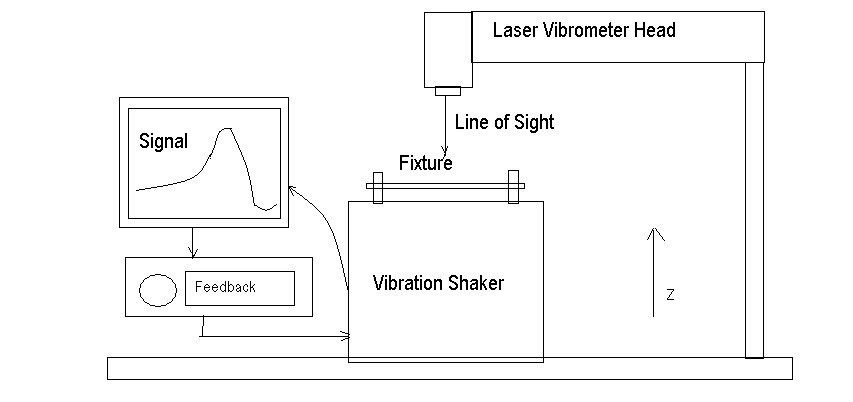 Laser Vibrometer Head
Line of Sight
Signal
Fixture
Vibration Shaker
Feedback
Z